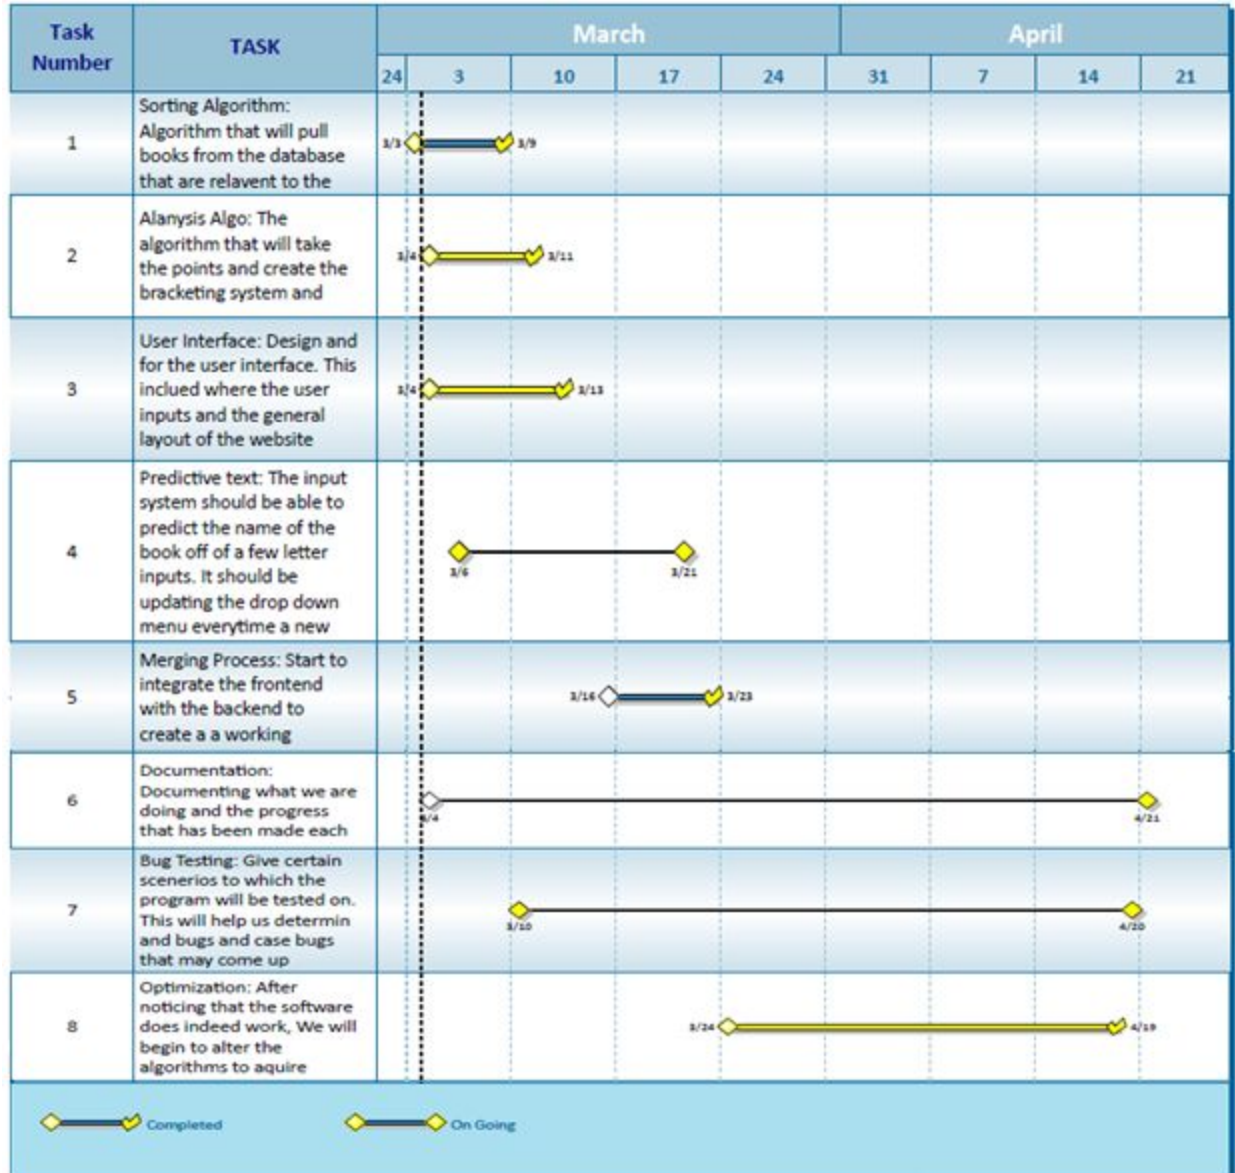 Task Number
TASK
March
April
24 3 10 17 24 31 7 14 21
1
Sorting Algorithm:
Algorithm that will pull
books from the database
that are relavent to the
3/3
3/9
2
Alanysis Algo: The
algorithm that will take
the points and create the
bracketing system and
3/4
3/11
3
User Interface: Design and
for the user interface. This
inclued where the user
inputs and the general
layout of the website
3/4
3/13
4
Predictive text: The input
system should be able to
predict the name of the
book off of a few letter
inputs. It should be
updating the drop down
menu everytime a new
3/6
3/21
5
Merging Process: Start to
integrate the frontend
with the backend to
create a a working
3/16
3/23
6
Documentation:
Documenting what we are
doing and the progress
that has been made each
3/4
4/21
7
Bug Testing: Give certain
scenerios to which the
program will be tested on.
This will help us determin
and bugs and case bugs
that may come up
3/10
4/20
8
Optimization: After
noticing that the software
does indeed work, We will
begin to alter the
algorithms to aquire
3/24
4/19
Completed
On Going